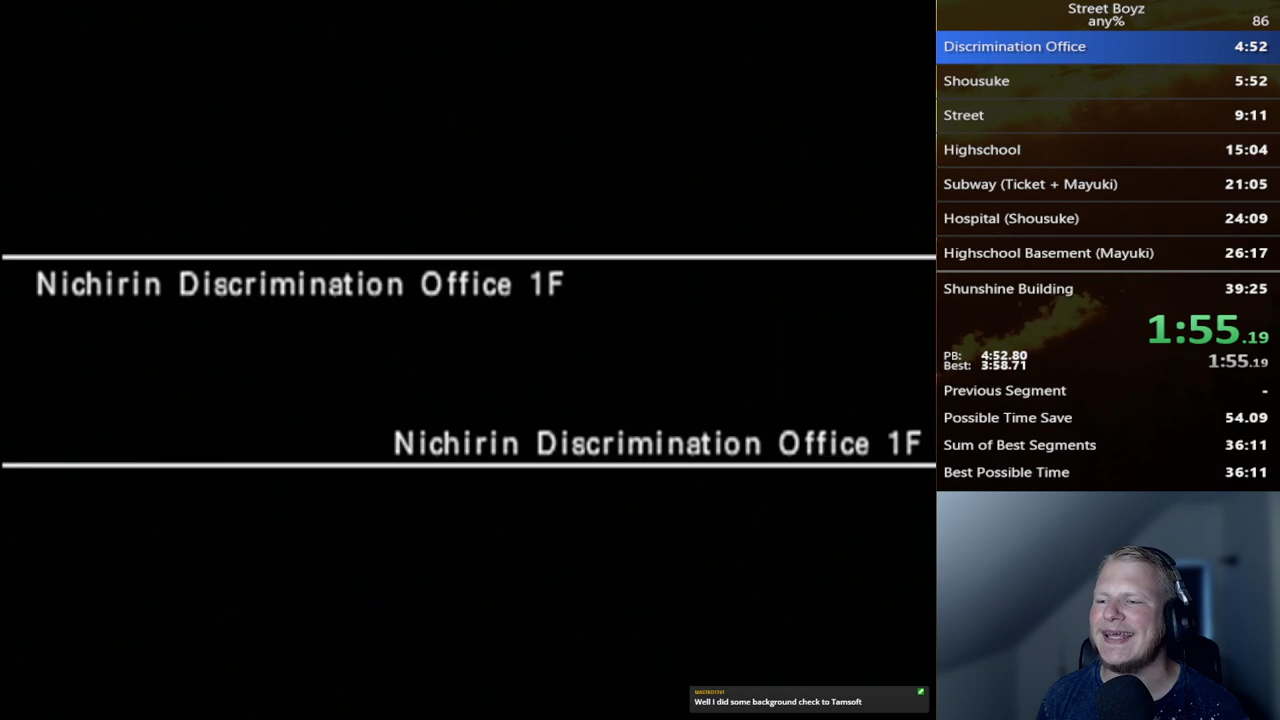 Nichirin Discrimination Office 1F
Nichirin Discrimination Office 1F
MASTRO1781
Well I did some background check to Tamsoft
Street Boyz
any% 86
Discrimination Office 4:52
Shousuke 5:52
Street 9:11
Highschool 15:04
Subway (Ticket + Mayuki) 21:05
Hospital (Shousuke) 24:09
Highschool Basement (Mayuki) 26:17
Shunshine Building 39:25
1:55.19
PB: 4:52.80
Best: 3:58.71
1:55.19
Previous Segment -
Possible Time Save 54.09
Sum of Best Segments 36:11
Best Possible Time 36:11